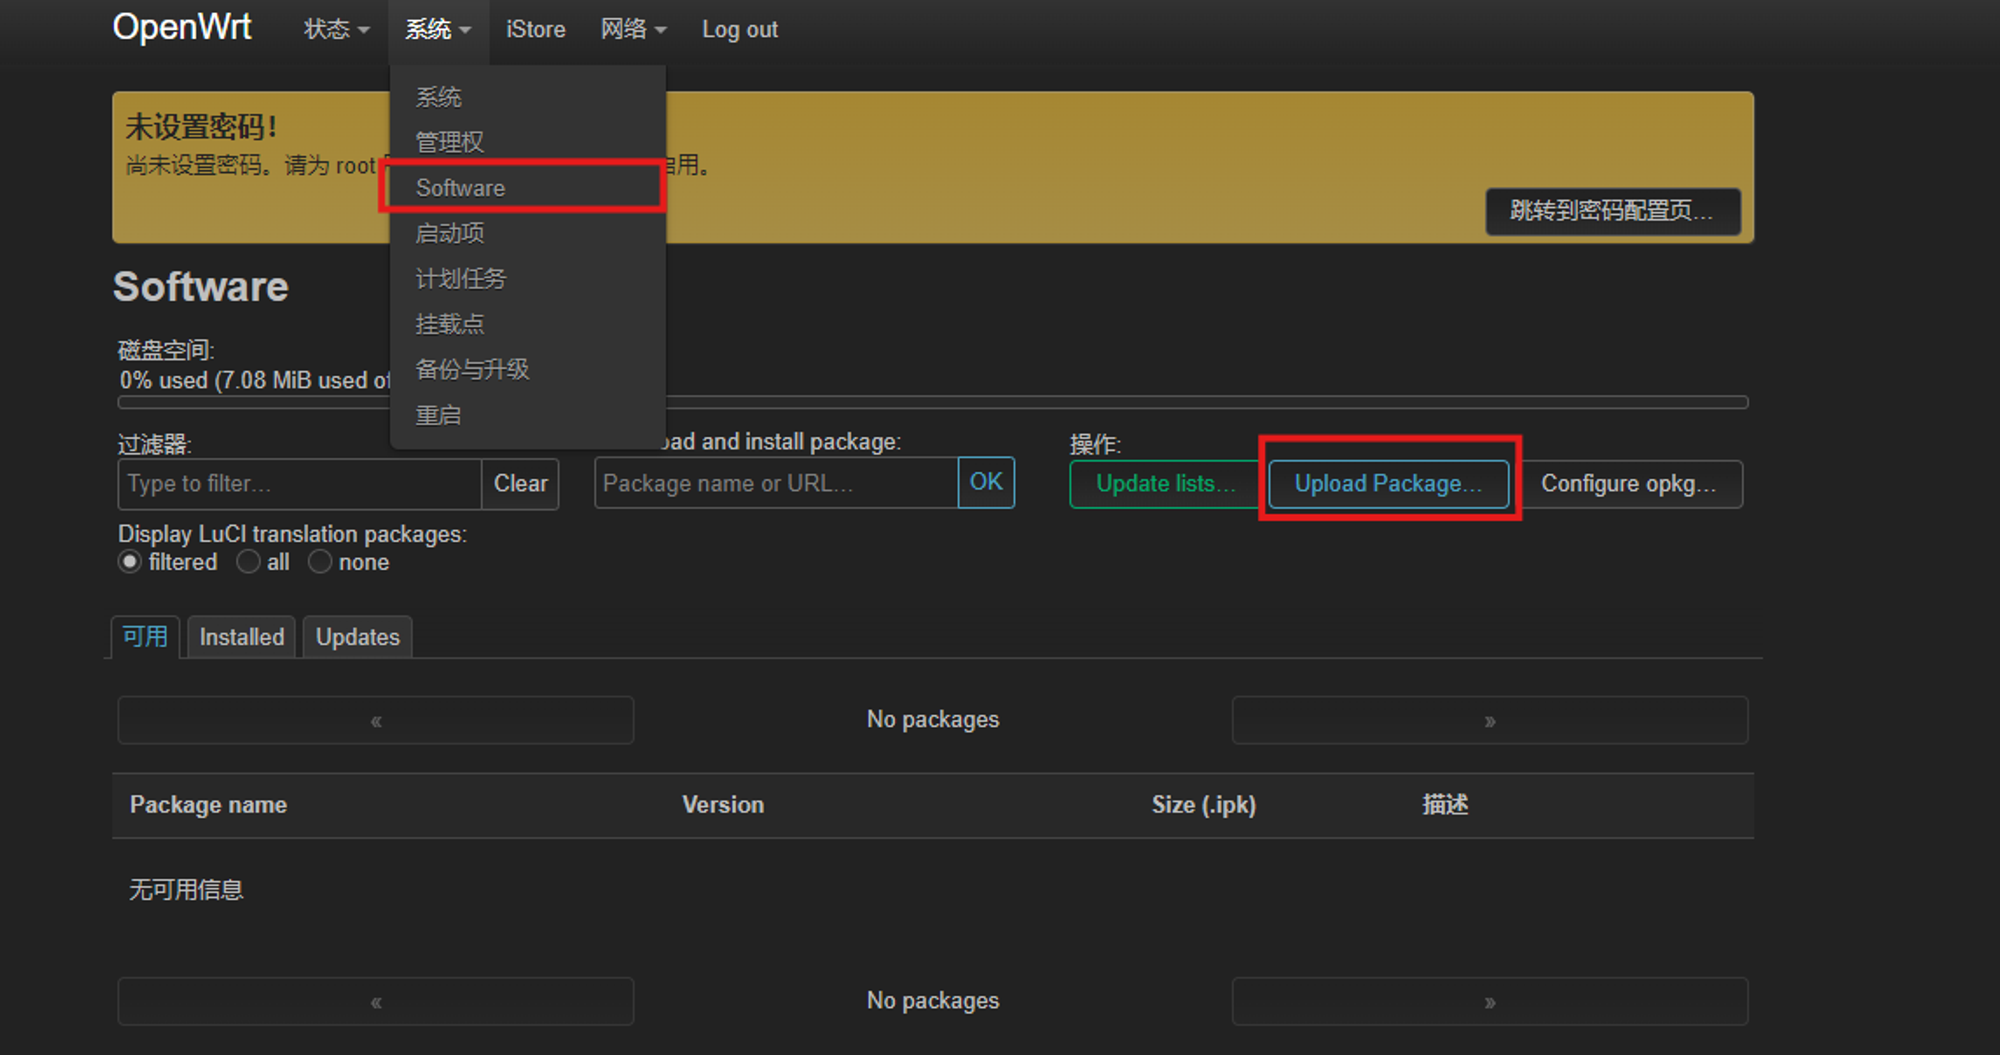 OpenWrt 状态 系统 iStore 网络 Log out
系统
管理权
Software
启动项
计划任务
挂载点
备份与升级
重启
未设置密码!
尚未设置密码。请为 root 启用。
跳转到密码配置页...
Software
磁盘空间:
0% used (7.08 MiB used of
过滤器:
Type to filter...
Clear
oad and install package:
Package name or URL...
OK
操作:
Update lists... Upload Package... Configure opkg...
Display LuCI translation packages:
filtered all none
可用 Installed Updates
« No packages »
Package name Version Size (.ipk) 描述
无可用信息
« No packages »